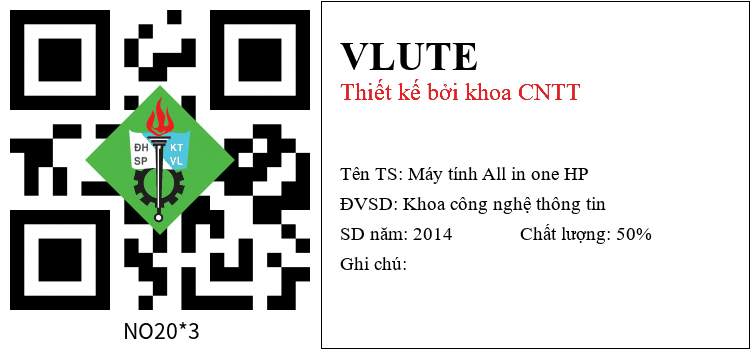 ĐH KT
SP VL
NO20*3
VLUTE
Thiết kế bởi khoa CNTT
Tên TS: Máy tính All in one HP
ĐVSD: Khoa công nghệ thông tin
SD năm: 2014 Chất lượng: 50%
Ghi chú: